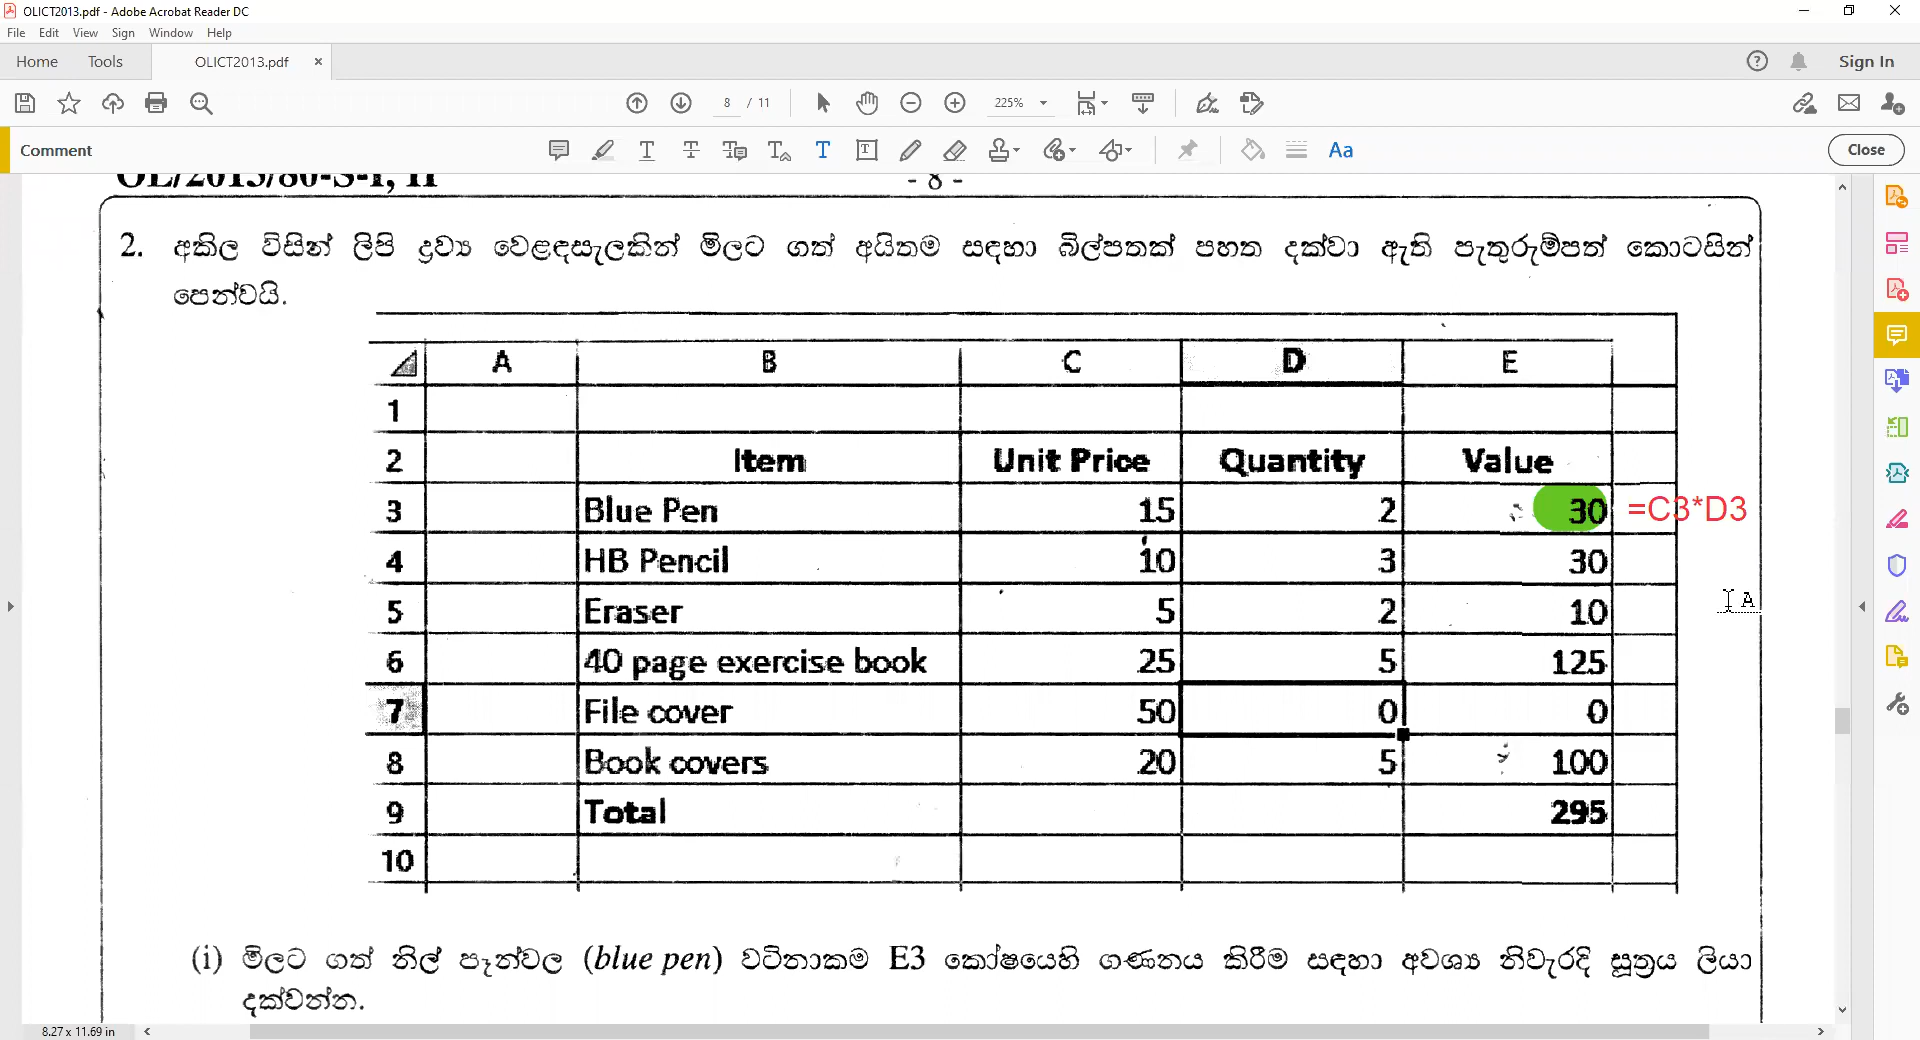 OLICT2013.pdf - Adobe Acrobat Reader DC
File Edit View Sign Window Help
Home Tools OLICT2013.pdf × Sign In
8 / 11 225%
Comment Close
OL/2013/80-S-I, II - 8 -
2. අකිල විසින් ලිපි ද්‍රව්‍ය වෙළඳසැලකින් මිලට ගත් අයිතම සඳහා බිල්පතක් පහත දක්වා ඇති පැතුරුම්පත් කොටසින්
පෙන්වයි.
A B C D E
1
2 Item Unit Price Quantity Value
3 Blue Pen 15 2 30 =C3*D3
4 HB Pencil 10 3 30
5 Eraser 5 2 10
6 40 page exercise book 25 5 125
7 File cover 50 0 0
8 Book covers 20 5 100
9 Total 295
10
(i) මිලට ගත් නිල් පෑන්වල (blue pen) වටිනාකම E3 කෝෂයෙහි ගණනය කිරීම සඳහා අවශ්‍ය නිවැරදි සූත්‍රය ලියා
දක්වන්න.
8.27 x 11.69 in